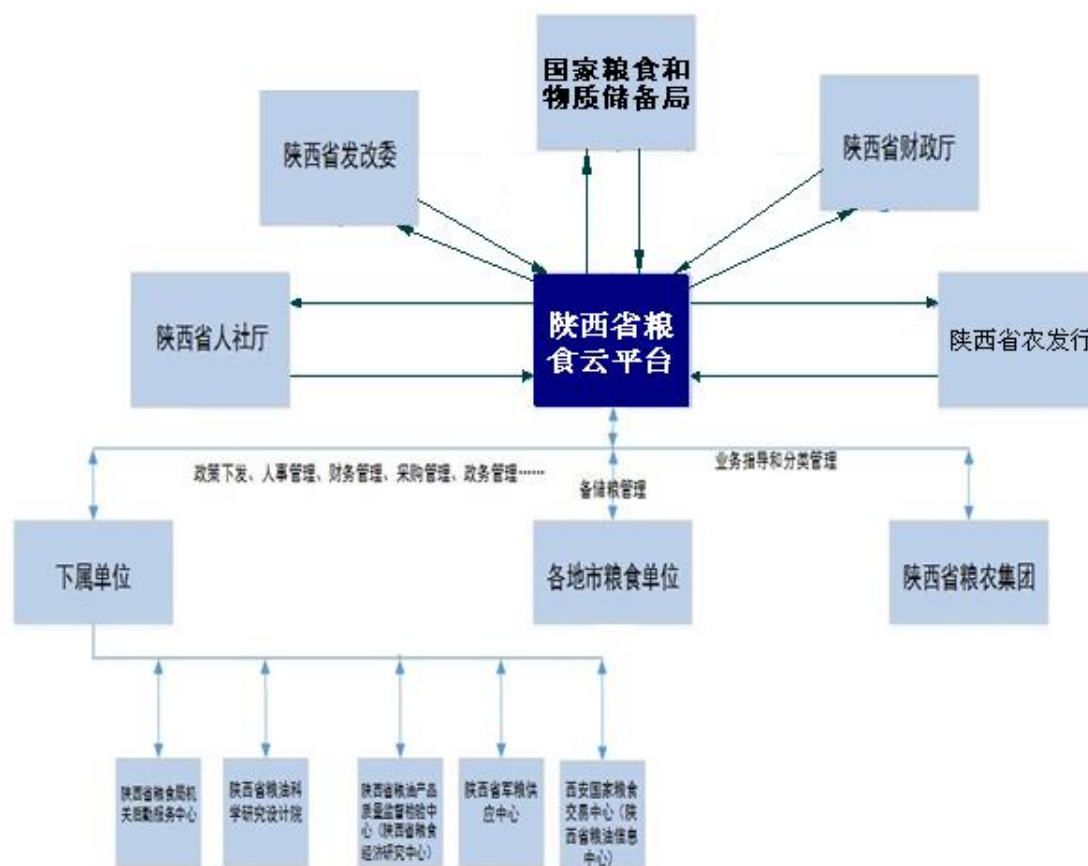 国家粮食和
物质储备局
陕西省发改委
陕西省财政厅
陕西省人社厅
陕西省粮
食云平台
陕西省农发行
政策下发、人事管理、财务管理、采购管理、政务管理……
备储粮管理
业务指导和分类管理
下属单位
各地市粮食单位
陕西省粮农集团
陕西省粮食局机
关后勤服务中心
陕西省粮油科
学研究设计院
陕西省粮油产品
质量监督检验中
心（陕西省粮食
经济研究中心）
陕西省军粮供
应中心
西安国家粮食
交易中心（陕
西省粮油信息
中心）